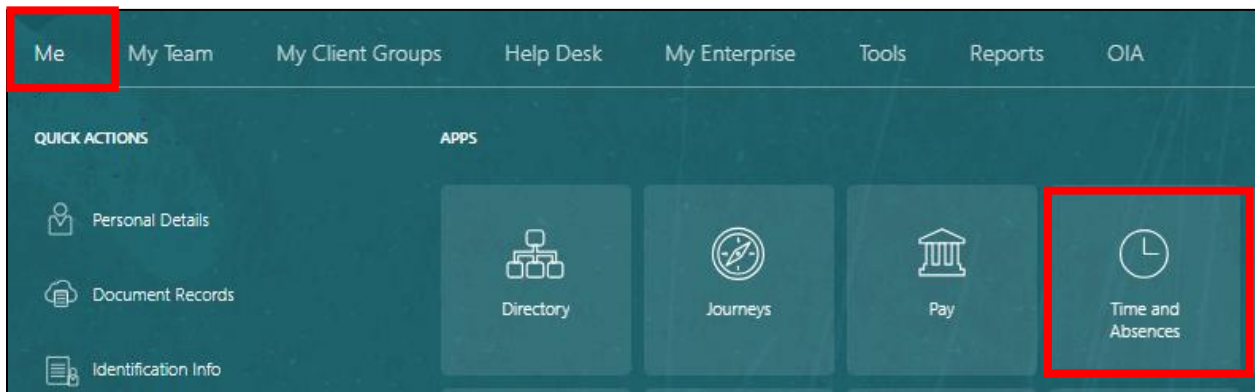 Me My Team My Client Groups Help Desk My Enterprise Tools Reports OIA
QUICK ACTIONS APPS
Personal Details
Document Records
Identification Info
Directory Journeys Pay Time and
Absences